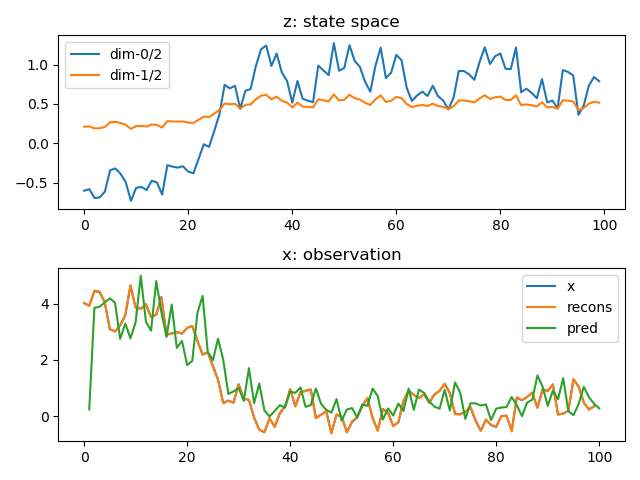 z: state space
dim-0/2
dim-1/2
1.0
0.5
0.0
−0.5
0 20 40 60 80 100
x: observation
x
recons
pred
4
2
0
0 20 40 60 80 100